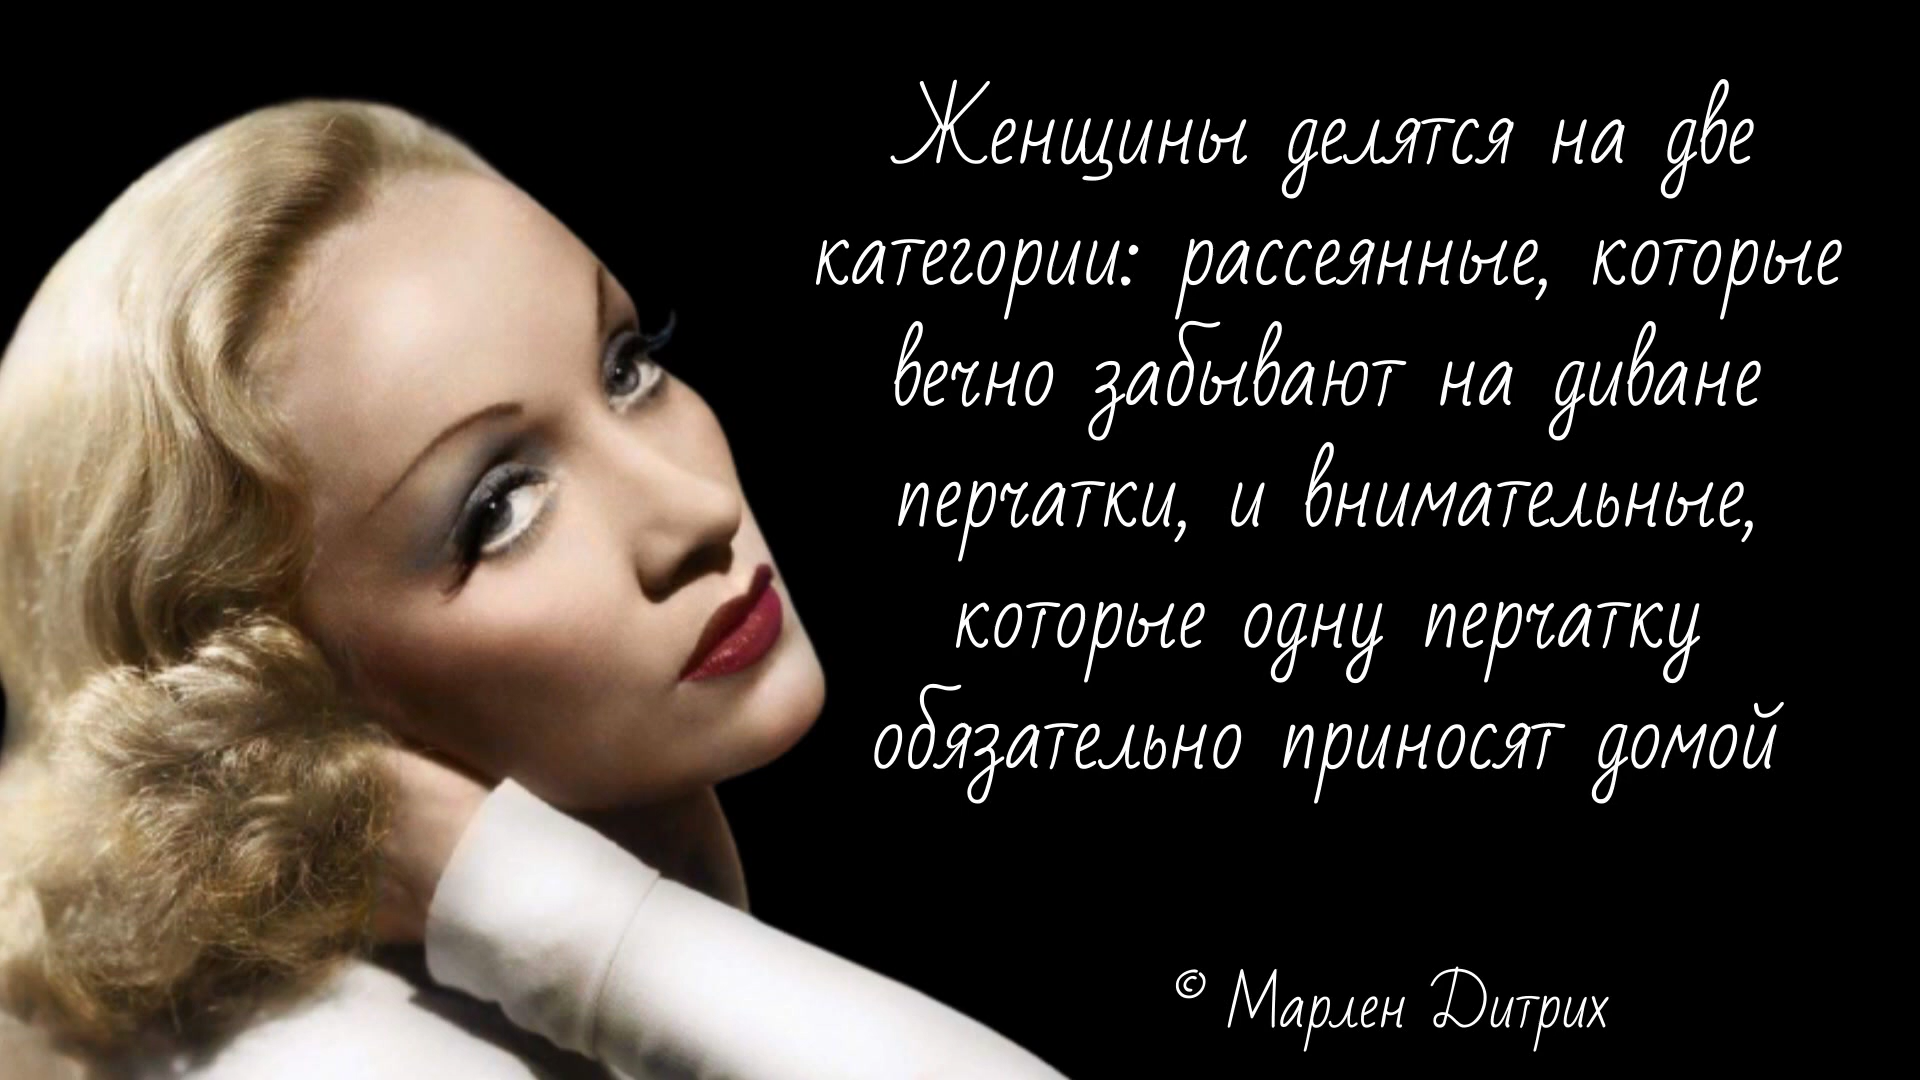 Женщины делятся на две
категории: рассеянные, которые
вечно забывают на диване
перчатки, и внимательные,
которые одну перчатку
обязательно приносят домой
© Марлен Дитрих